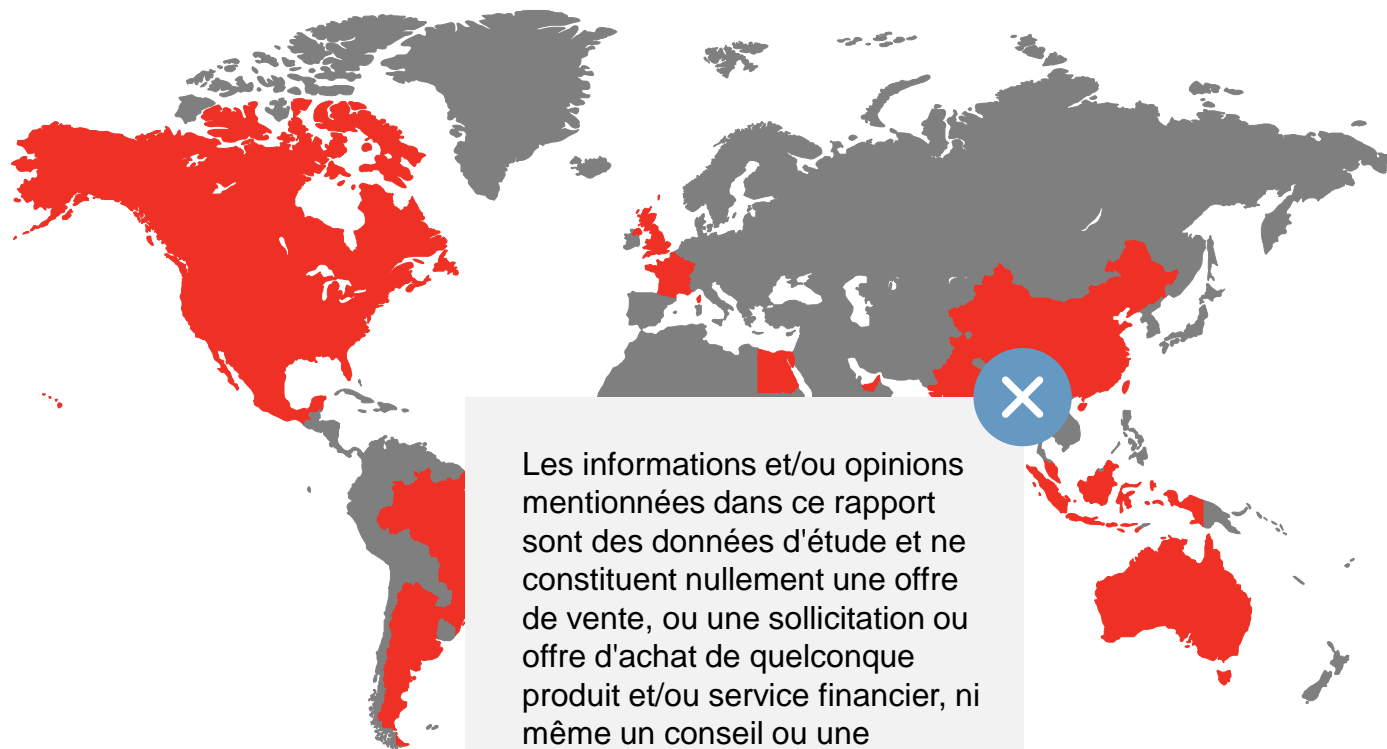 Les informations et/ou opinions
mentionnées dans ce rapport
sont des données d'étude et ne
constituent nullement une offre
de vente, ou une sollicitation ou
offre d'achat de quelconque
produit et/ou service financier, ni
même un conseil ou une